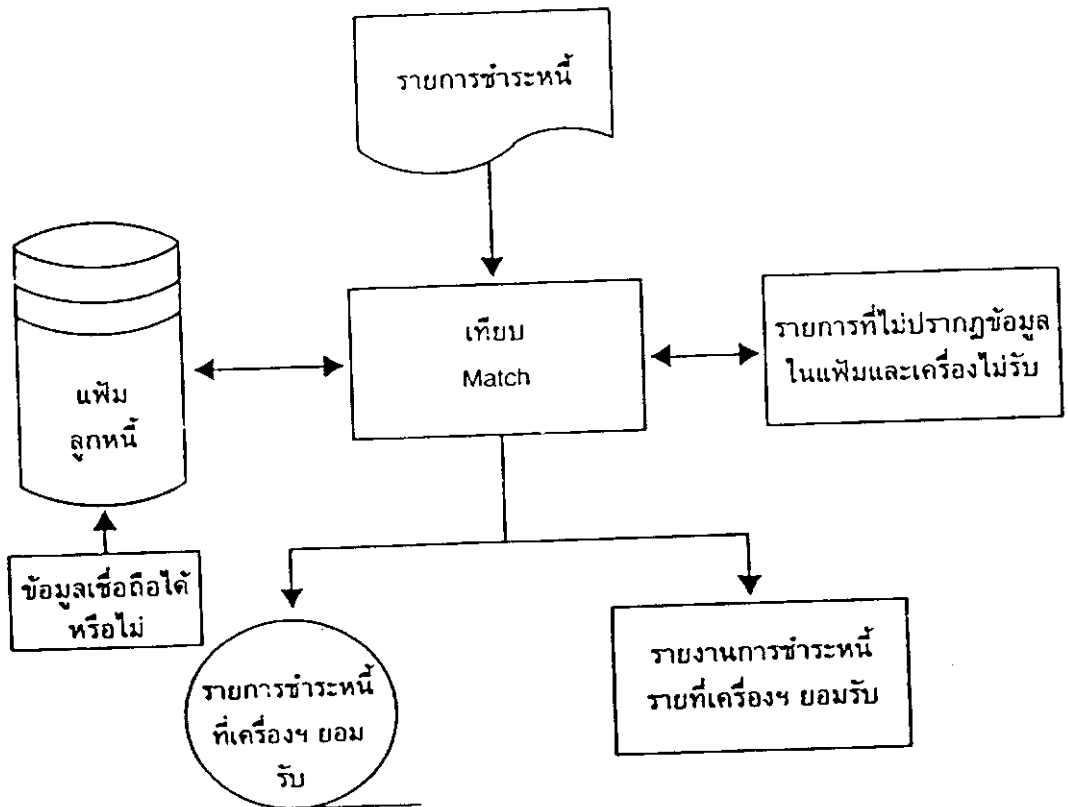 รายการชำระหนี้
เทียบ
Match
รายการที่ไม่ปรากฏข้อมูล
ในแฟ้มและเครื่องไม่รับ
แฟ้ม
ลูกหนี้
ข้อมูลเชื่อถือได้
หรือไม่
รายการชำระหนี้
ที่เครื่องฯ ยอม
รับ
รายงานการชำระหนี้
รายที่เครื่องฯ ยอมรับ